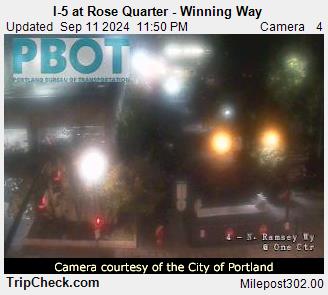 I-5 at Rose Quarter - Winning Way
Updated  Sep 11 2024  11:50 PM
Camera  4
PBOT
PORTLAND BUREAU OF TRANSPORTATION
4 - N. Ramsey Wy
@ One Ctr
Camera courtesy of the City of Portland
TripCheck.com
Milepost302.00